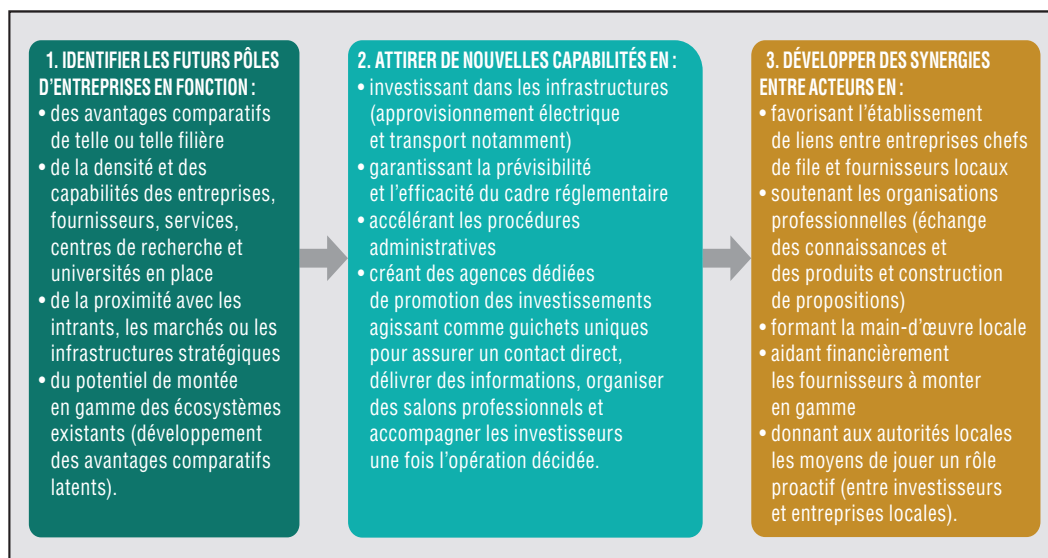 1. IDENTIFIER LES FUTURS PÔLES
D'ENTREPRISES EN FONCTION :
• des avantages comparatifs
de telle ou telle filière
• de la densité et des
capabilités des entreprises,
fournisseurs, services,
centres de recherche et
universités en place
• de la proximité avec les
intrants, les marchés ou les
infrastructures stratégiques
• du potentiel de montée
en gamme des écosystèmes
existants (développement
des avantages comparatifs
latents).
2. ATTIRER DE NOUVELLES CAPABILITÉS EN :
• investissant dans les infrastructures
(approvisionnement électrique
et transport notamment)
• garantissant la prévisibilité
et l'efficacité du cadre réglementaire
• accélérant les procédures
administratives
• créant des agences dédiées
de promotion des investissements
agissant comme guichets uniques
pour assurer un contact direct,
délivrer des informations, organiser
des salons professionnels et
accompagner les investisseurs
une fois l'opération décidée.
3. DÉVELOPPER DES SYNERGIES
ENTRE ACTEURS EN :
• favorisant l'établissement
de liens entre entreprises chefs
de file et fournisseurs locaux
• soutenant les organisations
professionnelles (échange
des connaissances et
des produits et construction
de propositions)
• formant la main-d'œuvre locale
• aidant financièrement
les fournisseurs à monter
en gamme
• donnant aux autorités locales
les moyens de jouer un rôle
proactif (entre investisseurs
et entreprises locales).